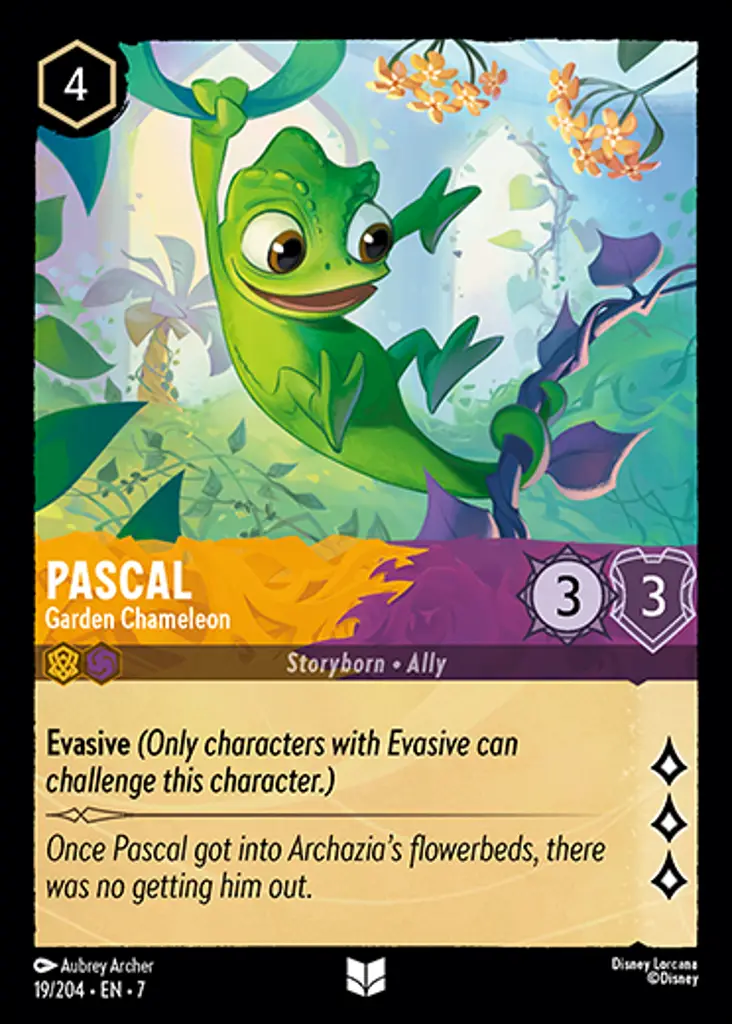 4
PASCAL
Garden Chameleon
3
3
Storyborn • Ally
Evasive (Only characters with Evasive can
challenge this character.)
Once Pascal got into Archazia's flowerbeds, there
was no getting him out.
Aubrey Archer
19/204 • EN • 7
Disney Lorcana
©Disney